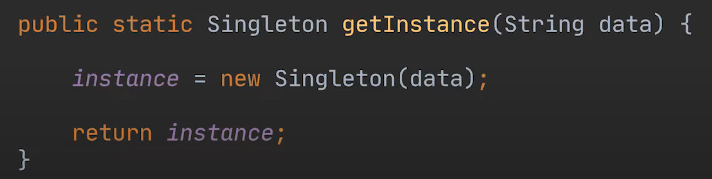 public static Singleton getInstance(String data) {
instance = new Singleton(data);
return instance;
}